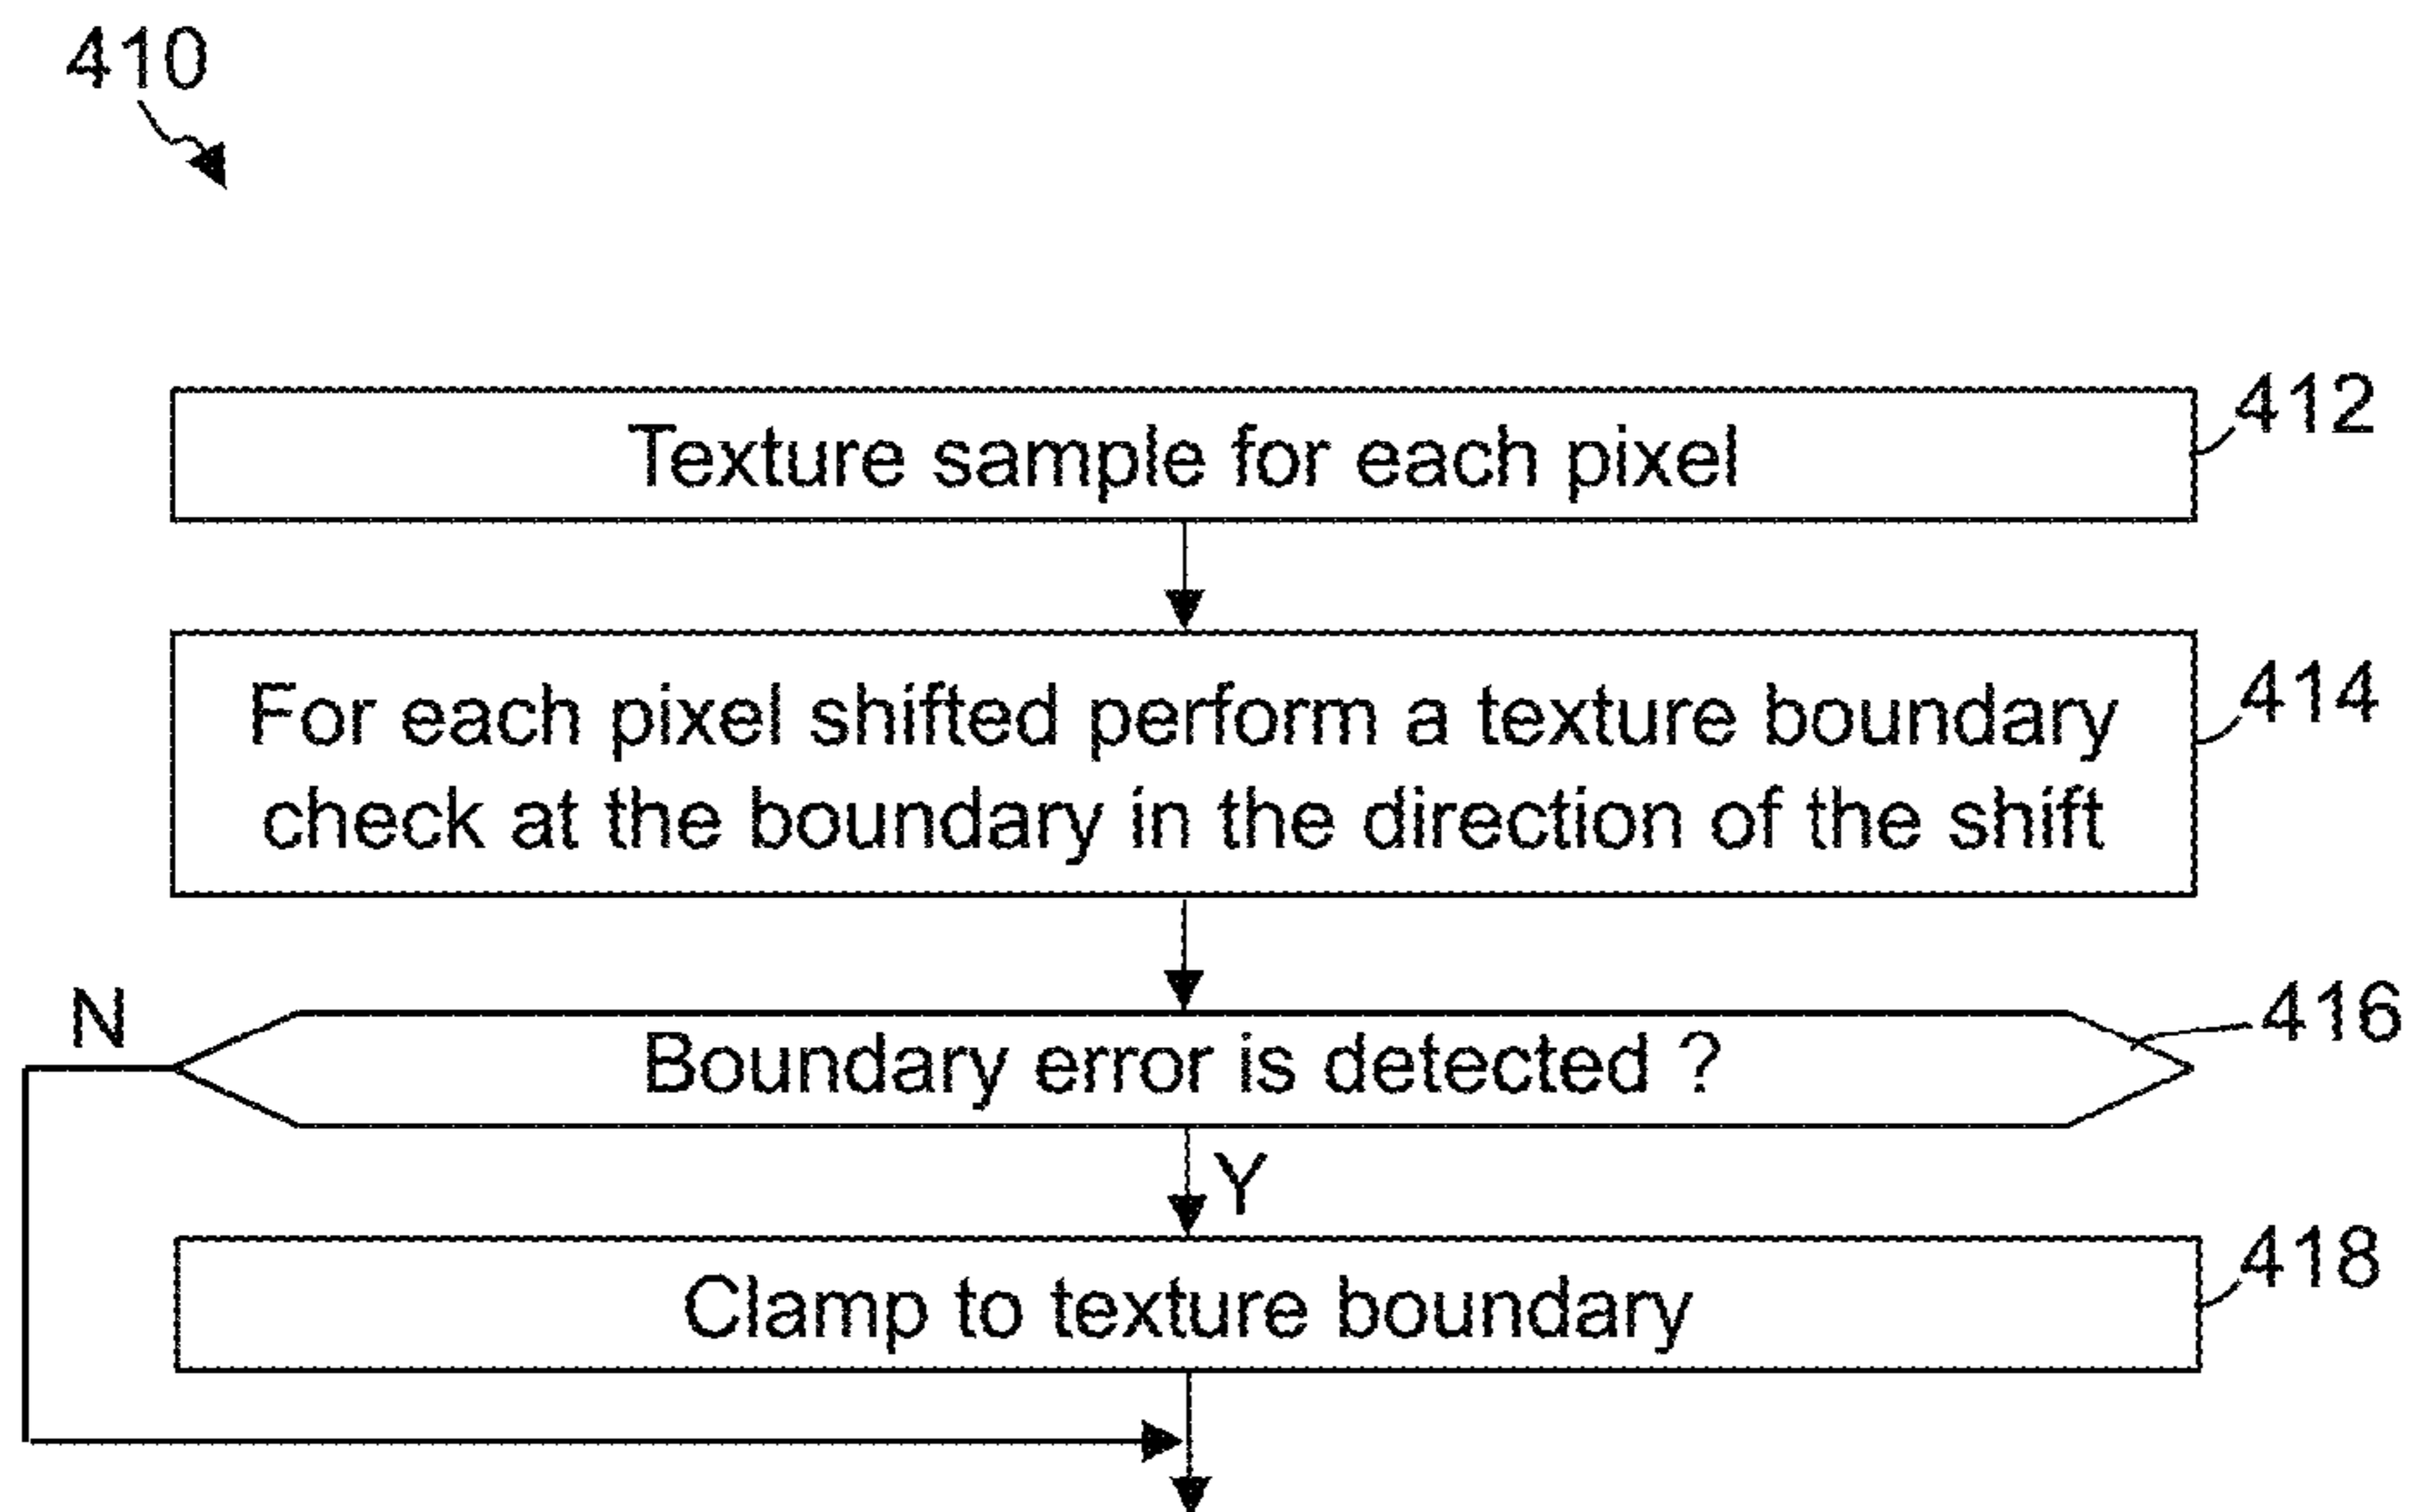 410
Texture sample for each pixel
412
For each pixel shifted perform a texture boundary
check at the boundary in the direction of the shift
414
N
Boundary error is detected ?
416
Y
Clamp to texture boundary
418